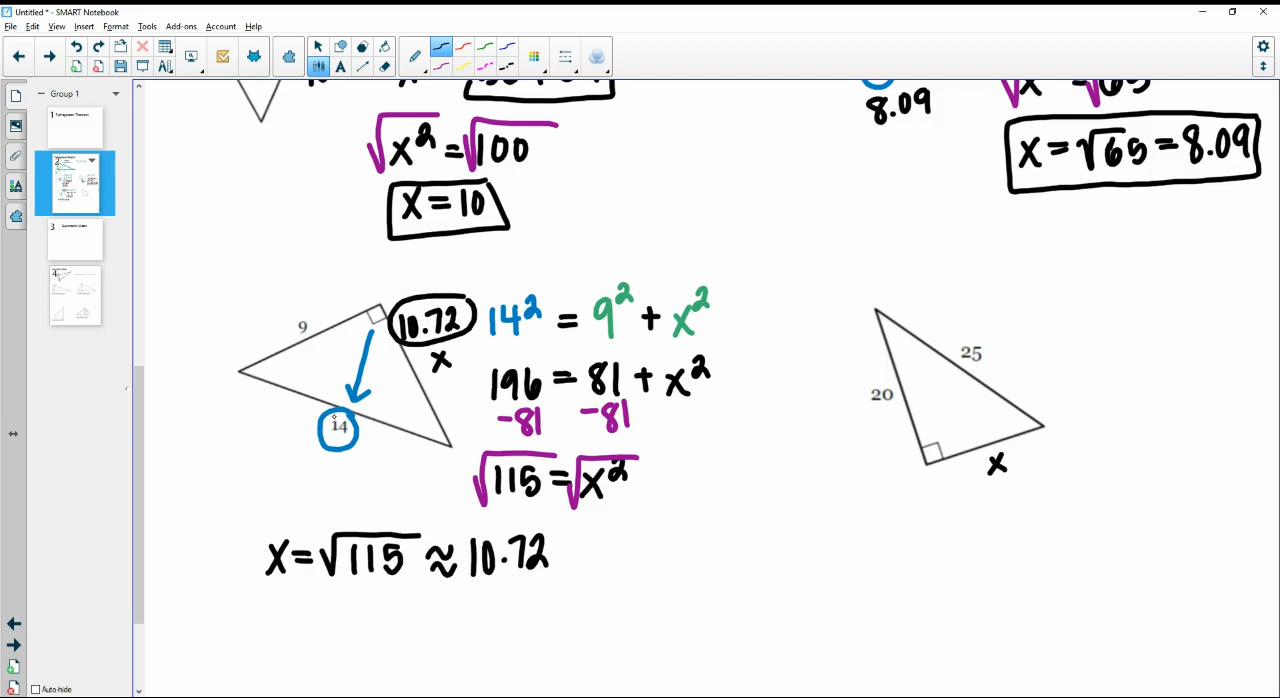 Untitled * - SMART Notebook
File Edit View Insert Format Tools Add-ons Account Help
Group 1
1 Pythagorean Theorem
2
3
4
Auto-hide
√x² = √100
x = 10
8.09
x = √65 = 8.09
9
10.72
x
14
14² = 9² + x²
196 = 81 + x²
-81 -81
√115 = √x²
x = √115 ≈ 10.72
25
20
x